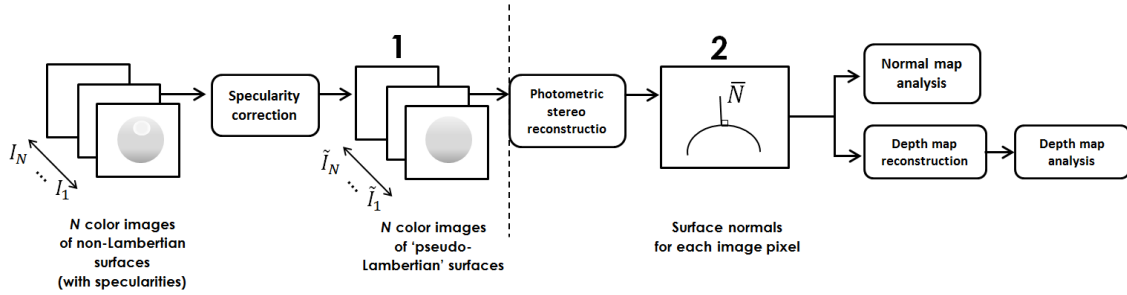 1
2
Specularity
correction
Photometric
stereo
reconstructio
N̅
Normal map
analysis
Depth map
reconstruction
Depth map
analysis
I_N
...
I_1
Ĩ_N
...
Ĩ_1
N color images
of non-Lambertian
surfaces
(with specularities)
N color images
of 'pseudo-
Lambertian' surfaces
Surface normals
for each image pixel